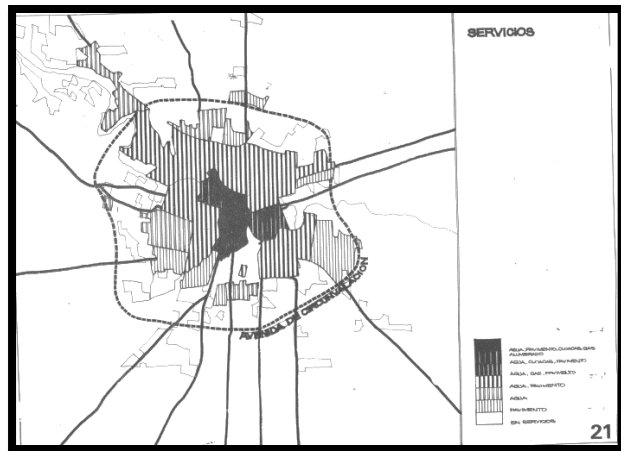 SERVICIOS
AVENIDA DE CIRCUNVALACION
AGUA, PAVIMENTO, CLOACAS, GAS
ALUMBRADO
AGUA, CLOACAS, PAVIMENTO
AGUA, GAS, PAVIMENTO
AGUA, PAVIMENTO
AGUA
PAVIMENTO
SIN SERVICIOS
21